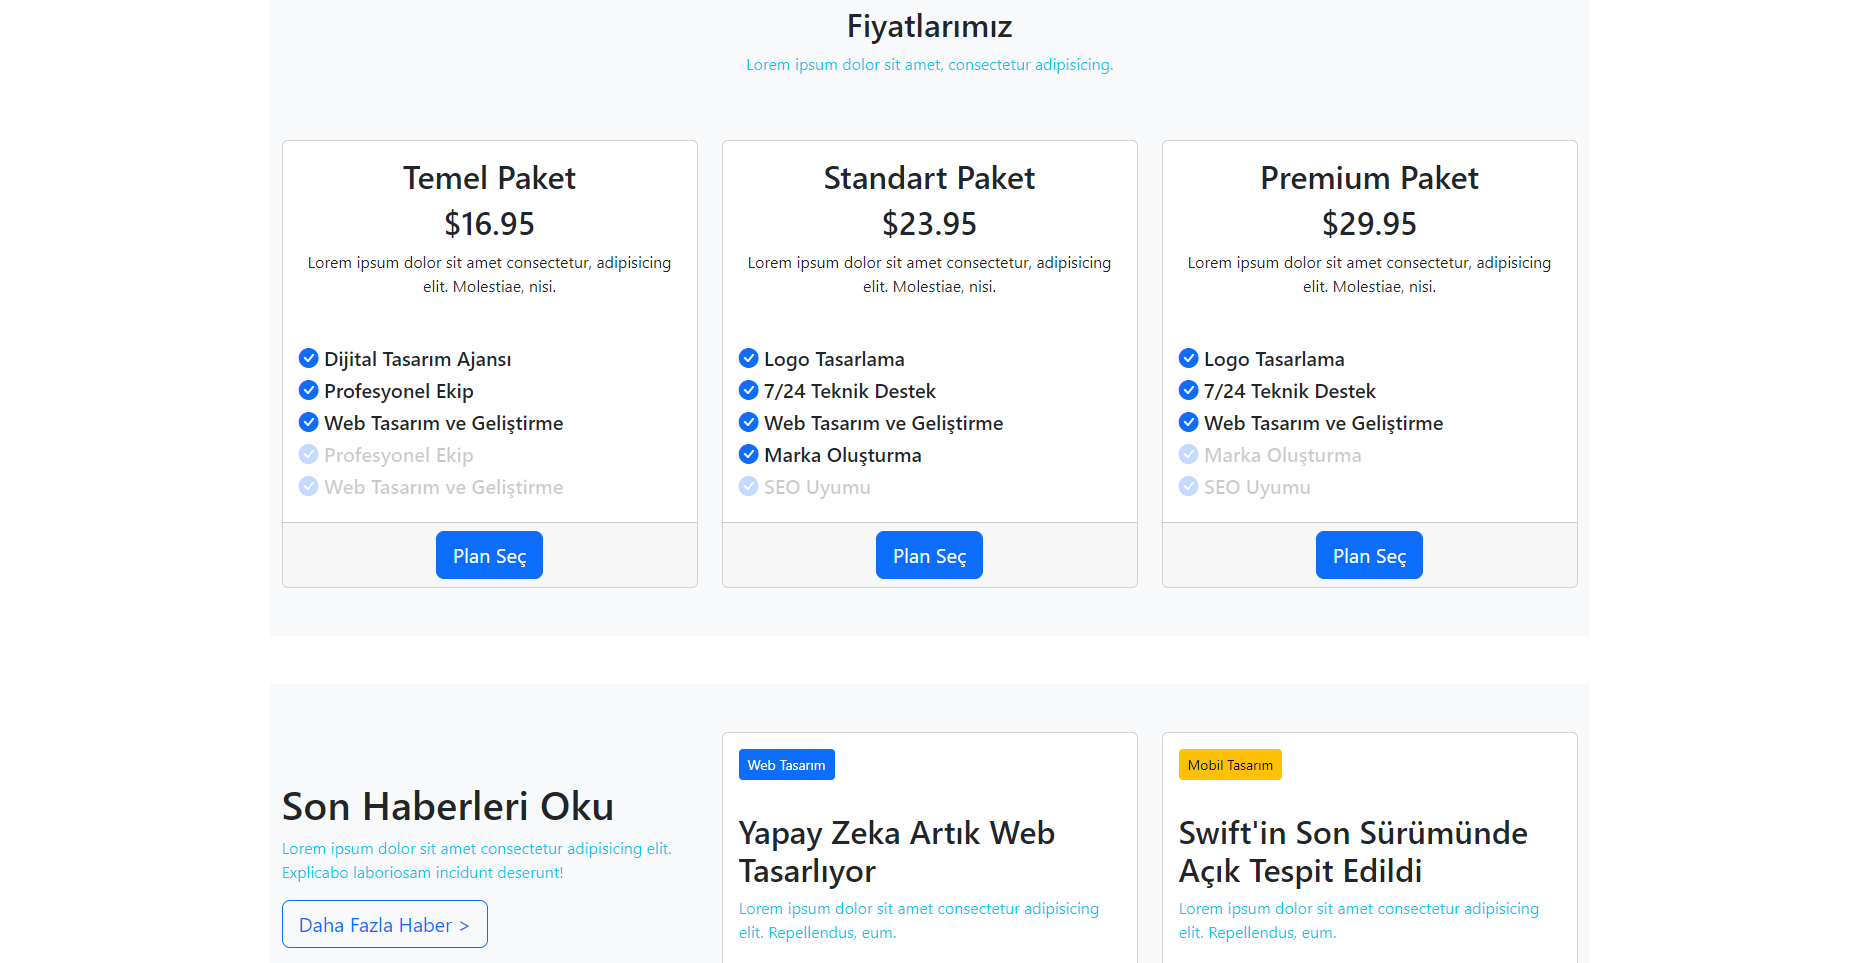 Fiyatlarımız
Lorem ipsum dolor sit amet, consectetur adipisicing.
Temel Paket
$16.95
Lorem ipsum dolor sit amet consectetur, adipisicing
elit. Molestiae, nisi.
Dijital Tasarım Ajansı
Profesyonel Ekip
Web Tasarım ve Geliştirme
Profesyonel Ekip
Web Tasarım ve Geliştirme
Plan Seç
Standart Paket
$23.95
Lorem ipsum dolor sit amet consectetur, adipisicing
elit. Molestiae, nisi.
Logo Tasarlama
7/24 Teknik Destek
Web Tasarım ve Geliştirme
Marka Oluşturma
SEO Uyumu
Plan Seç
Premium Paket
$29.95
Lorem ipsum dolor sit amet consectetur, adipisicing
elit. Molestiae, nisi.
Logo Tasarlama
7/24 Teknik Destek
Web Tasarım ve Geliştirme
Marka Oluşturma
SEO Uyumu
Plan Seç
Son Haberleri Oku
Lorem ipsum dolor sit amet consectetur adipisicing elit.
Explicabo laboriosam incidunt deserunt!
Daha Fazla Haber >
Web Tasarım
Yapay Zeka Artık Web
Tasarlıyor
Lorem ipsum dolor sit amet consectetur adipisicing
elit. Repellendus, eum.
Mobil Tasarım
Swift'in Son Sürümünde
Açık Tespit Edildi
Lorem ipsum dolor sit amet consectetur adipisicing
elit. Repellendus, eum.